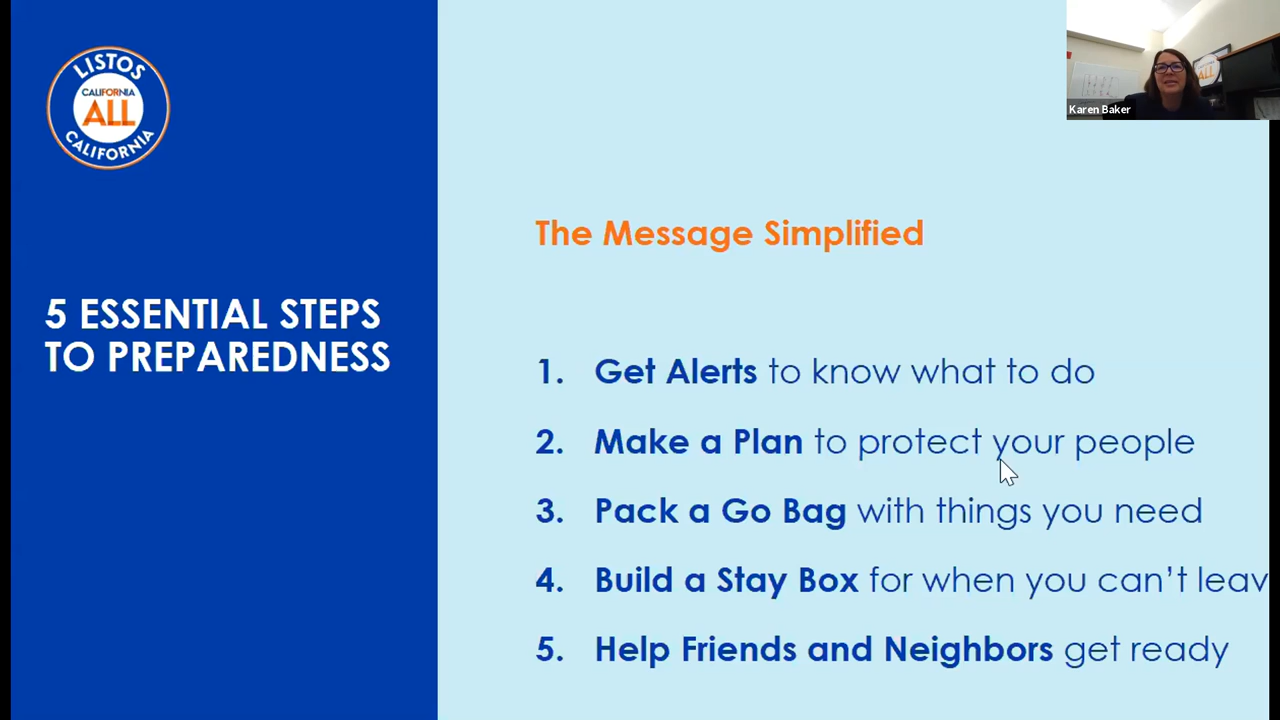 LISTOS
CALIFORNIA
ALL
CALIFORNIA
Karen Baker
The Message Simplified
5 ESSENTIAL STEPS
TO PREPAREDNESS
1. Get Alerts to know what to do
2. Make a Plan to protect your people
3. Pack a Go Bag with things you need
4. Build a Stay Box for when you can't leav
5. Help Friends and Neighbors get ready